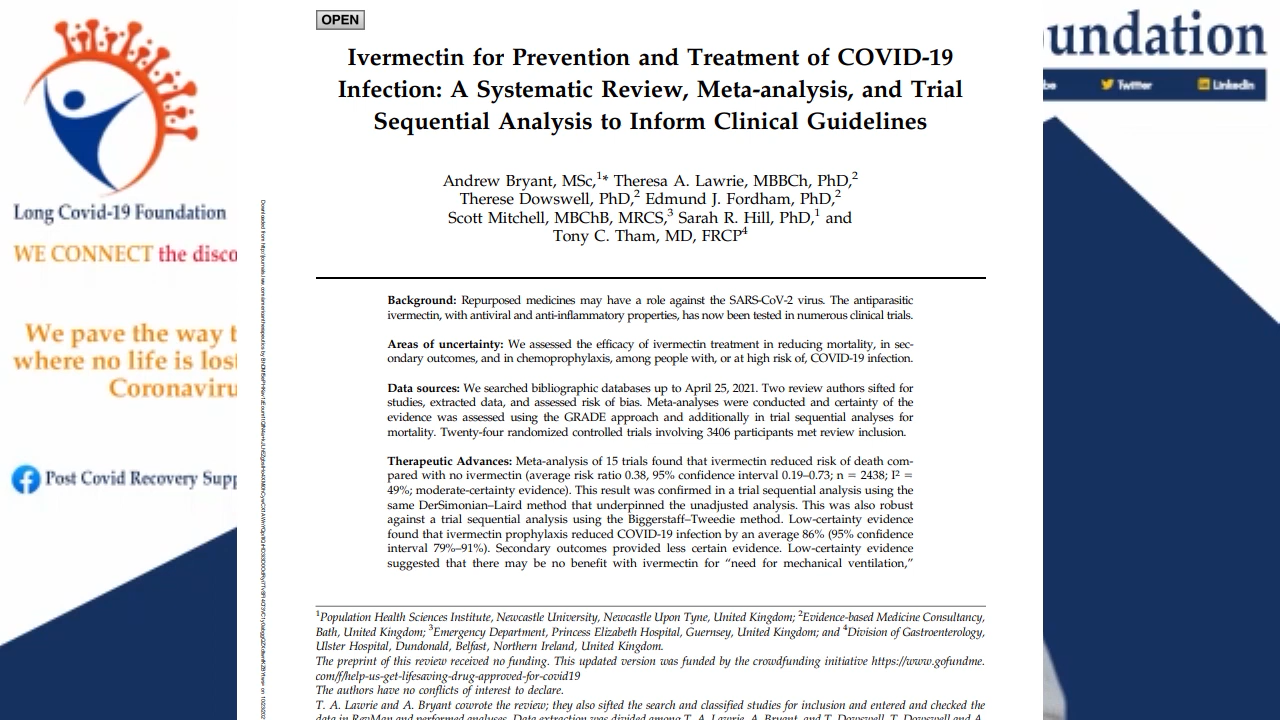 OPEN
Ivermectin for Prevention and Treatment of COVID-19
Infection: A Systematic Review, Meta-analysis, and Trial
Sequential Analysis to Inform Clinical Guidelines
Andrew Bryant, MSc,1* Theresa A. Lawrie, MBBCh, PhD,2
Therese Dowswell, PhD,2 Edmund J. Fordham, PhD,2
Scott Mitchell, MBChB, MRCS,3 Sarah R. Hill, PhD,1 and
Tony C. Tham, MD, FRCP4
Background: Repurposed medicines may have a role against the SARS-CoV-2 virus. The antiparasitic
ivermectin, with antiviral and anti-inflammatory properties, has now been tested in numerous clinical trials.
Areas of uncertainty: We assessed the efficacy of ivermectin treatment in reducing mortality, in sec-
ondary outcomes, and in chemoprophylaxis, among people with, or at high risk of, COVID-19 infection.
Data sources: We searched bibliographic databases up to April 25, 2021. Two review authors sifted for
studies, extracted data, and assessed risk of bias. Meta-analyses were conducted and certainty of the
evidence was assessed using the GRADE approach and additionally in trial sequential analyses for
mortality. Twenty-four randomized controlled trials involving 3406 participants met review inclusion.
Therapeutic Advances: Meta-analysis of 15 trials found that ivermectin reduced risk of death com-
pared with no ivermectin (average risk ratio 0.38, 95% confidence interval 0.19–0.73; n = 2438; I2 =
49%; moderate-certainty evidence). This result was confirmed in a trial sequential analysis using the
same DerSimonian–Laird method that underpinned the unadjusted analysis. This was also robust
against a trial sequential analysis using the Biggerstaff–Tweedie method. Low-certainty evidence
found that ivermectin prophylaxis reduced COVID-19 infection by an average 86% (95% confidence
interval 79%–91%). Secondary outcomes provided less certain evidence. Low-certainty evidence
suggested that there may be no benefit with ivermectin for “need for mechanical ventilation,”
1Population Health Sciences Institute, Newcastle University, Newcastle Upon Tyne, United Kingdom; 2Evidence-based Medicine Consultancy,
Bath, United Kingdom; 3Emergency Department, Princess Elizabeth Hospital, Guernsey, United Kingdom; and 4Division of Gastroenterology,
Ulster Hospital, Dundonald, Belfast, Northern Ireland, United Kingdom.
The preprint of this review received no funding. This updated version was funded by the crowdfunding initiative https://www.gofundme.
com/f/help-us-get-lifesaving-drug-approved-for-covid19
The authors have no conflicts of interest to declare.
T. A. Lawrie and A. Bryant cowrote the review; they also sifted the search and classified studies for inclusion and entered and checked the
data in RevMan and performed analyses. Data extraction was divided among T. A. Lawrie, A. Bryant, and T. Dowswell. T. Dowswell and A.
Long Covid-19 Foundation
WE CONNECT the disco
We pave the way t
where no life is lost
Coronaviru
Post Covid Recovery Supp
undation
be
Twitter
LinkedIn